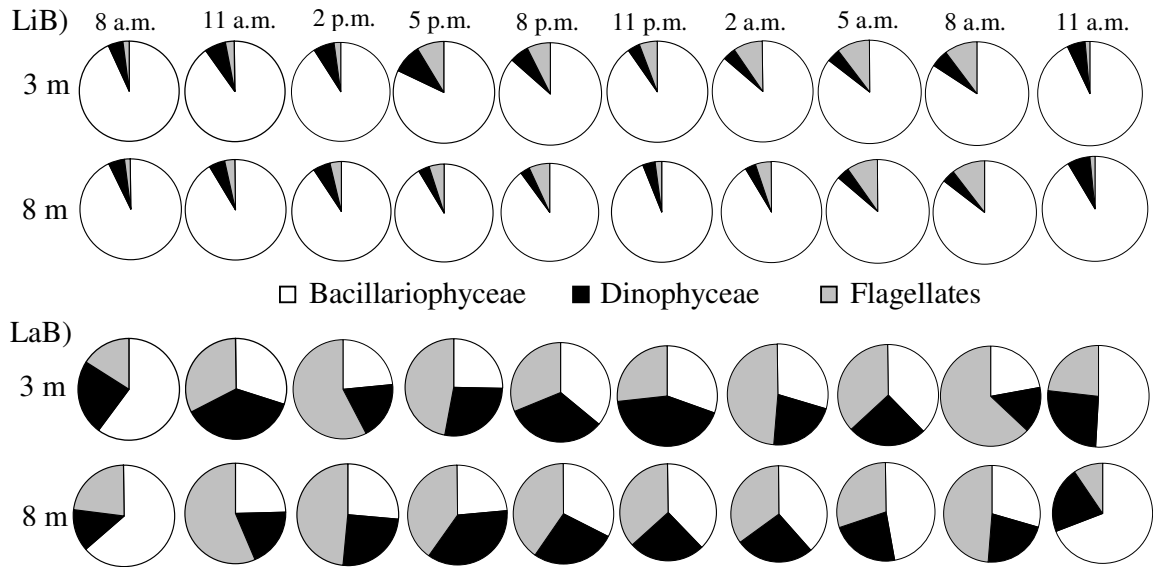 LiB) 8 a.m. 11 a.m. 2 p.m. 5 p.m. 8 p.m. 11 p.m. 2 a.m. 5 a.m. 8 a.m. 11 a.m.
3 m
8 m
Bacillariophyceae Dinophyceae Flagellates
LaB)
3 m
8 m